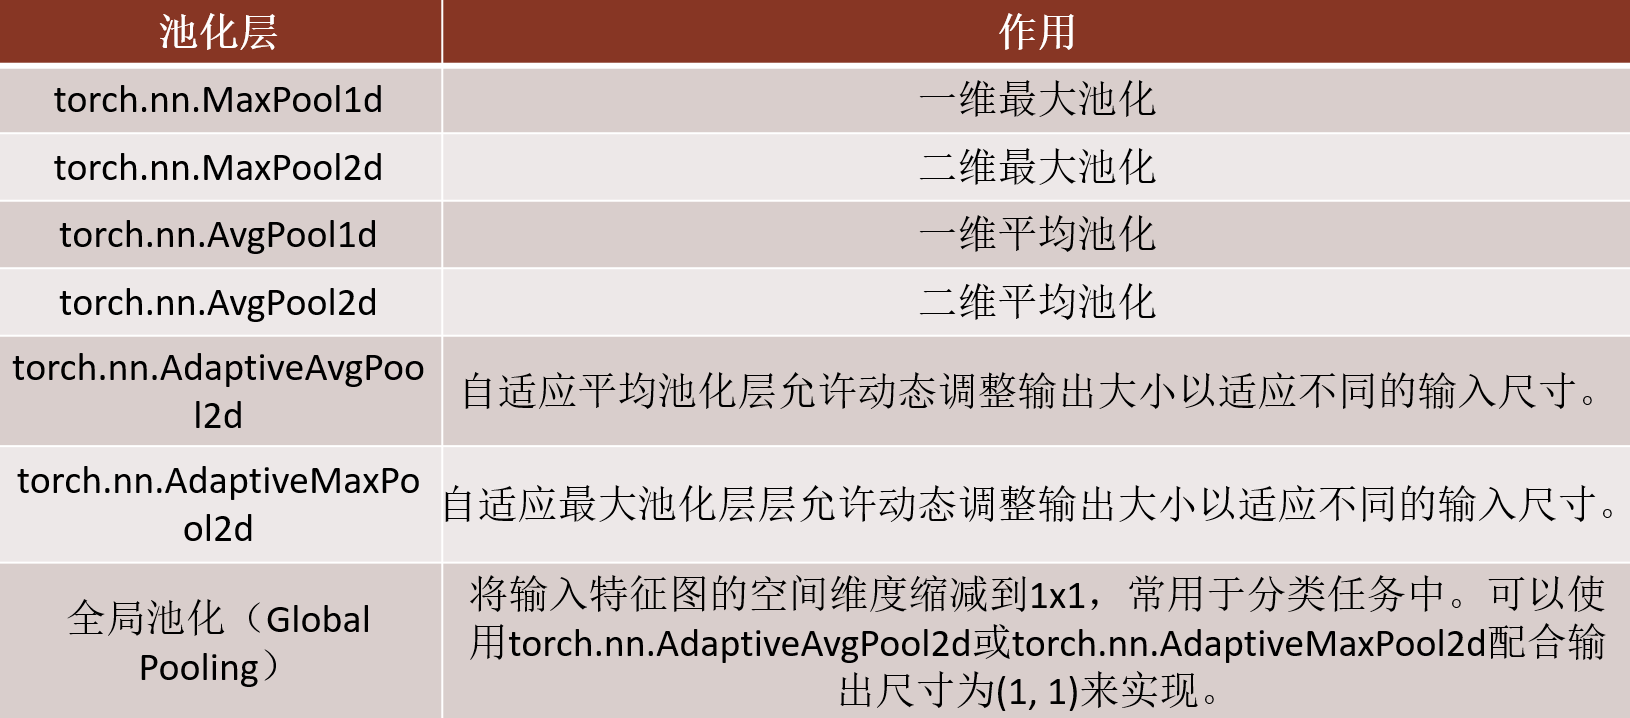 池化层
作用
torch.nn.MaxPool1d
一维最大池化
torch.nn.MaxPool2d
二维最大池化
torch.nn.AvgPool1d
一维平均池化
torch.nn.AvgPool2d
二维平均池化
torch.nn.AdaptiveAvgPoo
l2d
自适应平均池化层允许动态调整输出大小以适应不同的输入尺寸。
torch.nn.AdaptiveMaxPo
ol2d
自适应最大池化层层允许动态调整输出大小以适应不同的输入尺寸。
全局池化（Global
Pooling）
将输入特征图的空间维度缩减到1x1，常用于分类任务中。可以使
用torch.nn.AdaptiveAvgPool2d或torch.nn.AdaptiveMaxPool2d配合输
出尺寸为(1, 1)来实现。